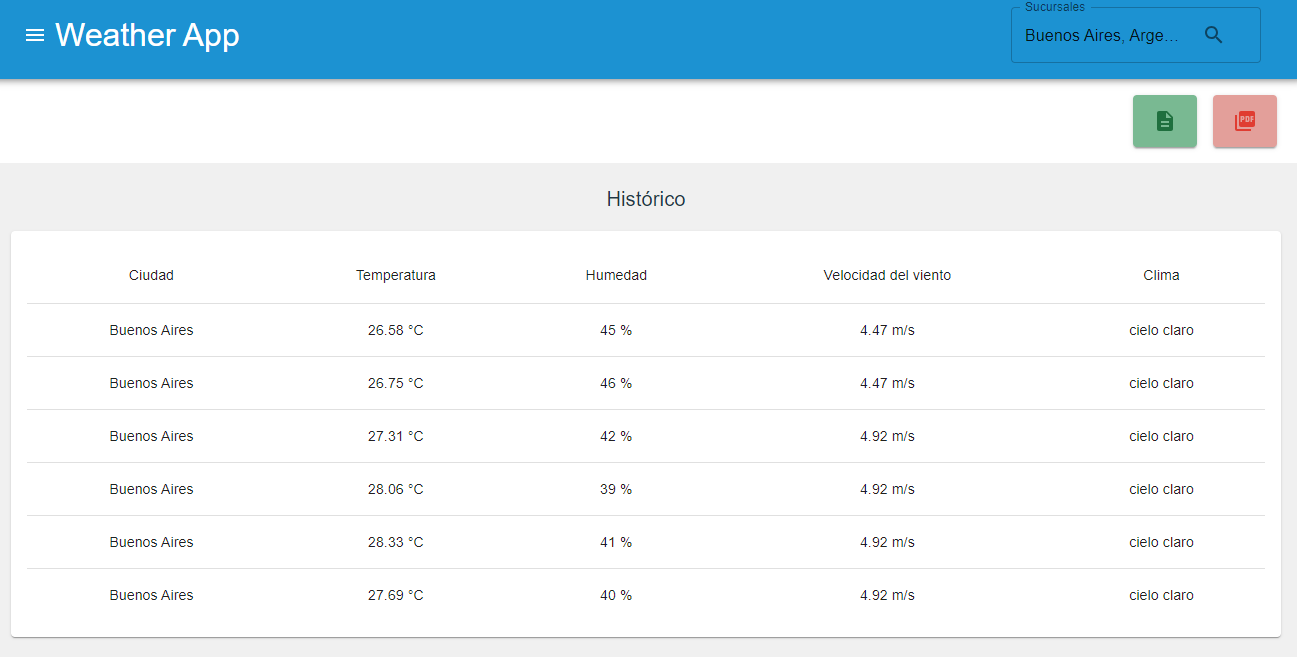 Weather App
Sucursales
Buenos Aires, Arge...
PDF
Histórico
Ciudad Temperatura Humedad Velocidad del viento Clima
Buenos Aires 26.58 °C 45 % 4.47 m/s cielo claro
Buenos Aires 26.75 °C 46 % 4.47 m/s cielo claro
Buenos Aires 27.31 °C 42 % 4.92 m/s cielo claro
Buenos Aires 28.06 °C 39 % 4.92 m/s cielo claro
Buenos Aires 28.33 °C 41 % 4.92 m/s cielo claro
Buenos Aires 27.69 °C 40 % 4.92 m/s cielo claro